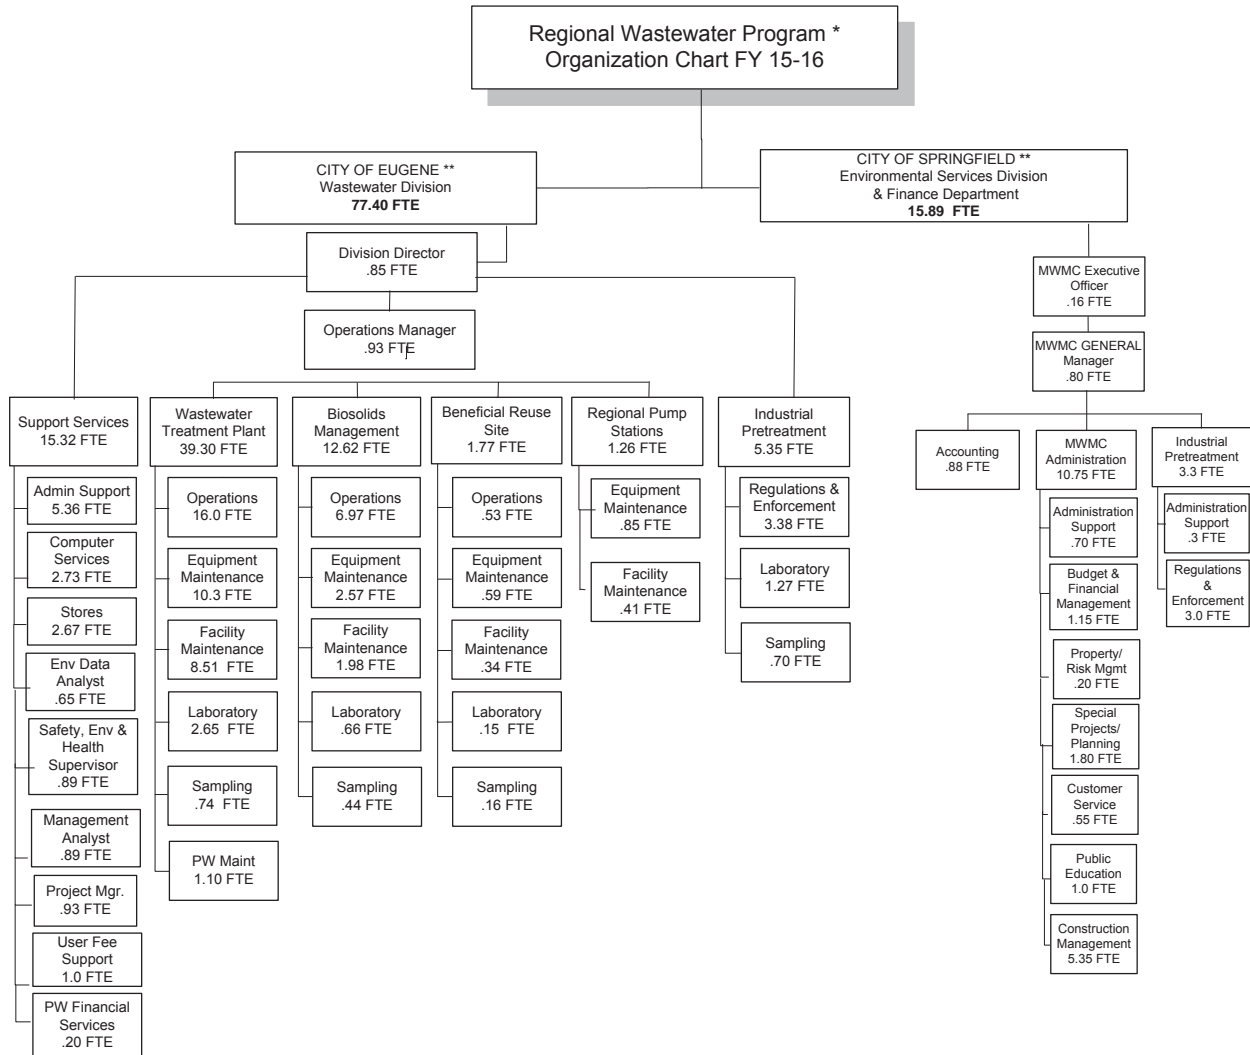 Regional Wastewater Program *
Organization Chart FY 15-16
CITY OF EUGENE **
Wastewater Division
77.40 FTE
CITY OF SPRINGFIELD **
Environmental Services Division
& Finance Department
15.89 FTE
Division Director
.85 FTE
Operations Manager
.93 FTE
MWMC Executive
Officer
.16 FTE
MWMC GENERAL
Manager
.80 FTE
Support Services
15.32 FTE
Admin Support
5.36 FTE
Computer
Services
2.73 FTE
Stores
2.67 FTE
Env Data
Analyst
.65 FTE
Safety, Env &
Health
Supervisor
.89 FTE
Management
Analyst
.89 FTE
Project Mgr.
.93 FTE
User Fee
Support
1.0 FTE
PW Financial
Services
.20 FTE
Wastewater
Treatment Plant
39.30 FTE
Operations
16.0 FTE
Equipment
Maintenance
10.3 FTE
Facility
Maintenance
8.51 FTE
Laboratory
2.65 FTE
Sampling
.74 FTE
PW Maint
1.10 FTE
Biosolids
Management
12.62 FTE
Operations
6.97 FTE
Equipment
Maintenance
2.57 FTE
Facility
Maintenance
1.98 FTE
Laboratory
.66 FTE
Sampling
.44 FTE
Beneficial Reuse
Site
1.77 FTE
Operations
.53 FTE
Equipment
Maintenance
.59 FTE
Facility
Maintenance
.34 FTE
Laboratory
.15 FTE
Sampling
.16 FTE
Regional Pump
Stations
1.26 FTE
Equipment
Maintenance
.85 FTE
Facility
Maintenance
.41 FTE
Industrial
Pretreatment
5.35 FTE
Regulations &
Enforcement
3.38 FTE
Laboratory
1.27 FTE
Sampling
.70 FTE
Accounting
.88 FTE
MWMC
Administration
10.75 FTE
Administration
Support
.70 FTE
Budget &
Financial
Management
1.15 FTE
Property/
Risk Mgmt
.20 FTE
Special
Projects/
Planning
1.80 FTE
Customer
Service
.55 FTE
Public
Education
1.0 FTE
Construction
Management
5.35 FTE
Industrial
Pretreatment
3.3 FTE
Administration
Support
.3 FTE
Regulations
&
Enforcement
3.0 FTE